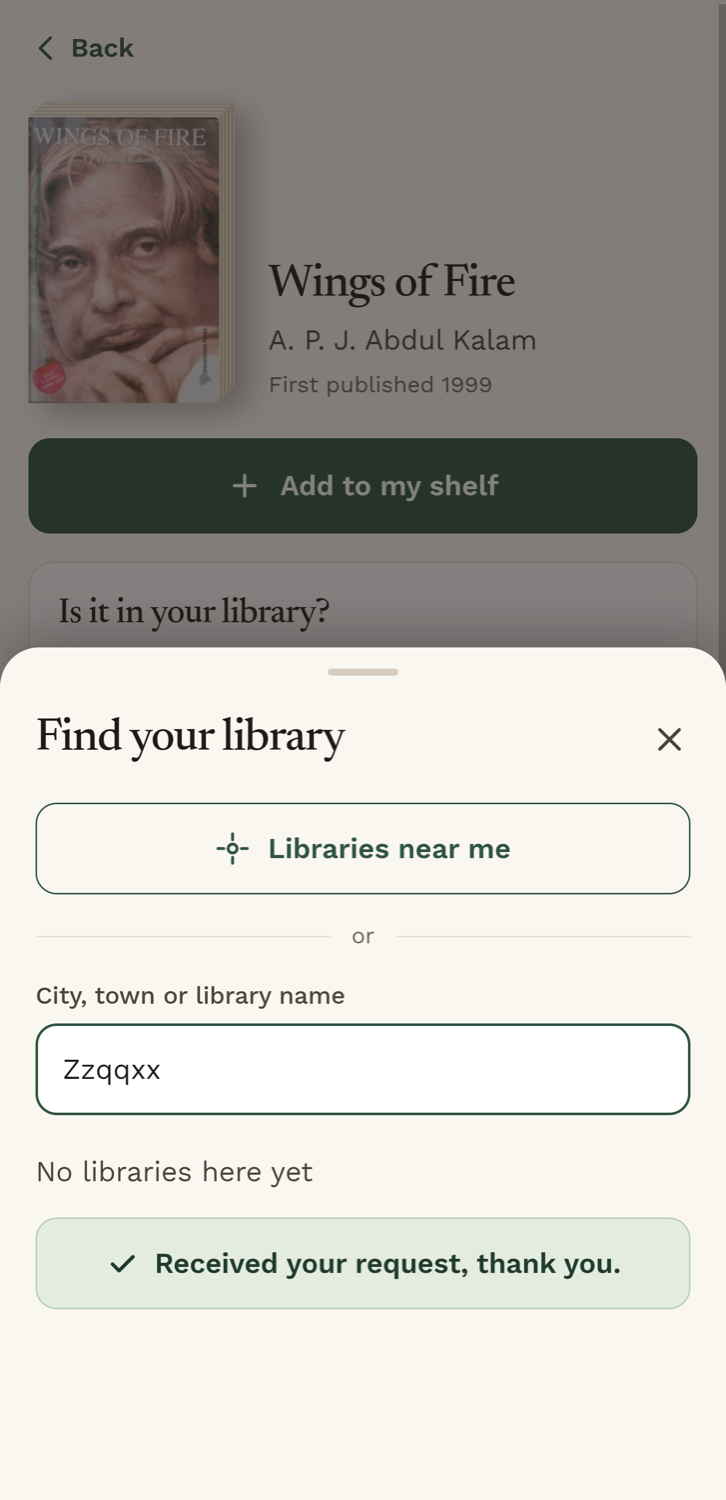 Back
WINGS OF FIRE
Wings of Fire
A. P. J. Abdul Kalam
First published 1999
Add to my shelf
Is it in your library?
Find your library
Libraries near me
or
City, town or library name
Zzqqxx
No libraries here yet
Received your request, thank you.